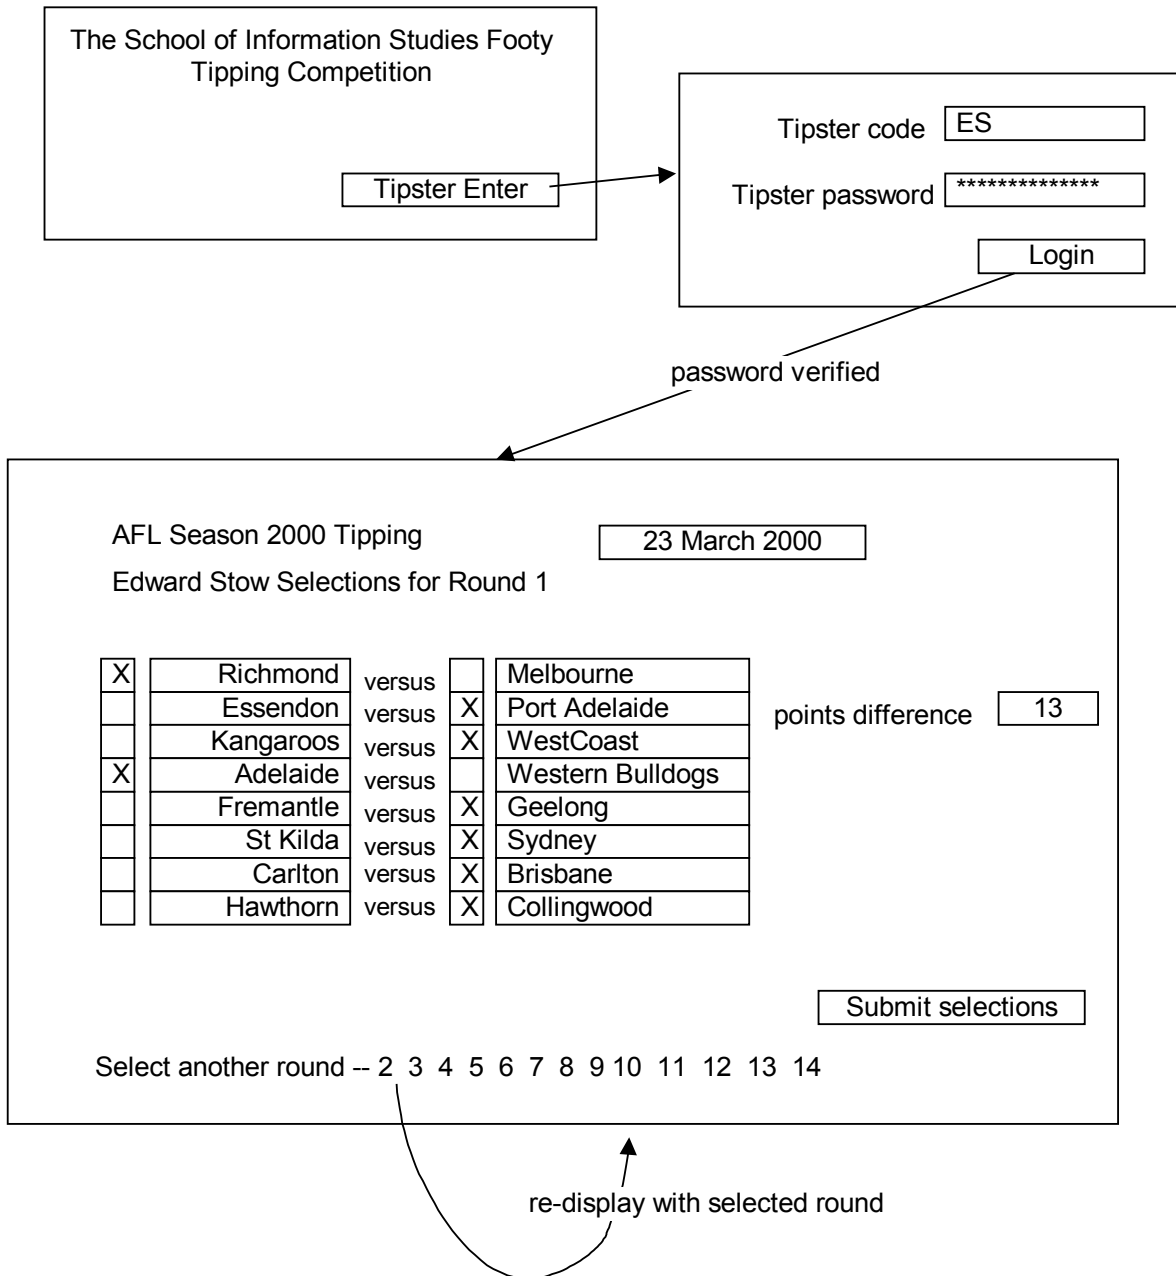 The School of Information Studies Footy
Tipping Competition
Tipster Enter
Tipster code ES
Tipster password **************
Login
password verified
AFL Season 2000 Tipping 23 March 2000
Edward Stow Selections for Round 1
X Richmond versus Melbourne
Essendon versus X Port Adelaide points difference 13
Kangaroos versus X WestCoast
X Adelaide versus Western Bulldogs
Fremantle versus X Geelong
St Kilda versus X Sydney
Carlton versus X Brisbane
Hawthorn versus X Collingwood
Submit selections
Select another round -- 2 3 4 5 6 7 8 9 10 11 12 13 14
re-display with selected round